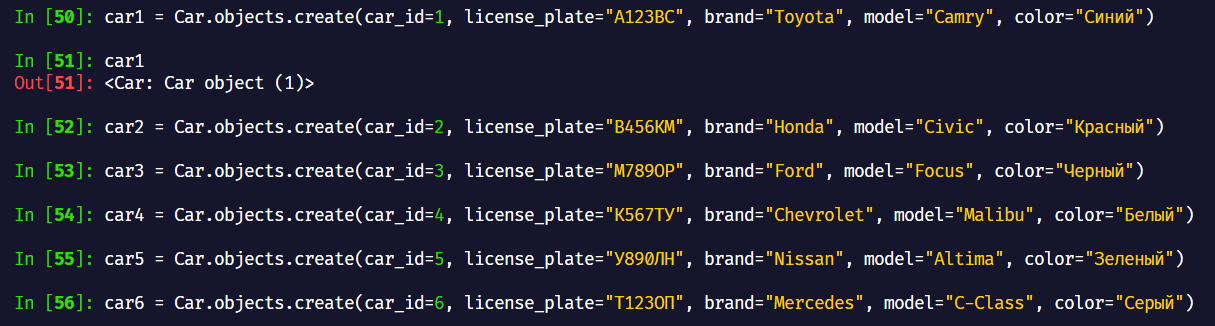 In [50]: car1 = Car.objects.create(car_id=1, license_plate="А123ВС", brand="Toyota", model="Camry", color="Синий")
In [51]: car1
Out[51]: <Car: Car object (1)>
In [52]: car2 = Car.objects.create(car_id=2, license_plate="В456КМ", brand="Honda", model="Civic", color="Красный")
In [53]: car3 = Car.objects.create(car_id=3, license_plate="М789ОР", brand="Ford", model="Focus", color="Черный")
In [54]: car4 = Car.objects.create(car_id=4, license_plate="К567ТУ", brand="Chevrolet", model="Malibu", color="Белый")
In [55]: car5 = Car.objects.create(car_id=5, license_plate="У890ЛН", brand="Nissan", model="Altima", color="Зеленый")
In [56]: car6 = Car.objects.create(car_id=6, license_plate="Т123ОП", brand="Mercedes", model="C-Class", color="Серый")